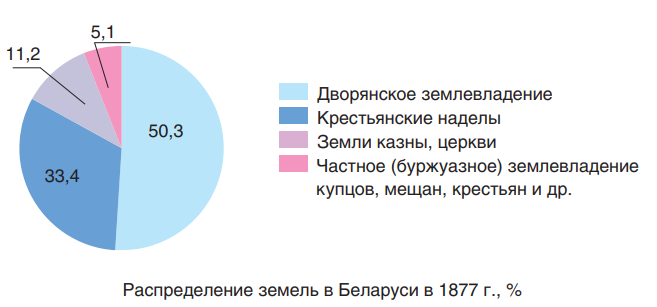 5,1
11,2
50,3
33,4
Дворянское землевладение
Крестьянские наделы
Земли казны, церкви
Частное (буржуазное) землевладение
купцов, мещан, крестьян и др.
Распределение земель в Беларуси в 1877 г., %